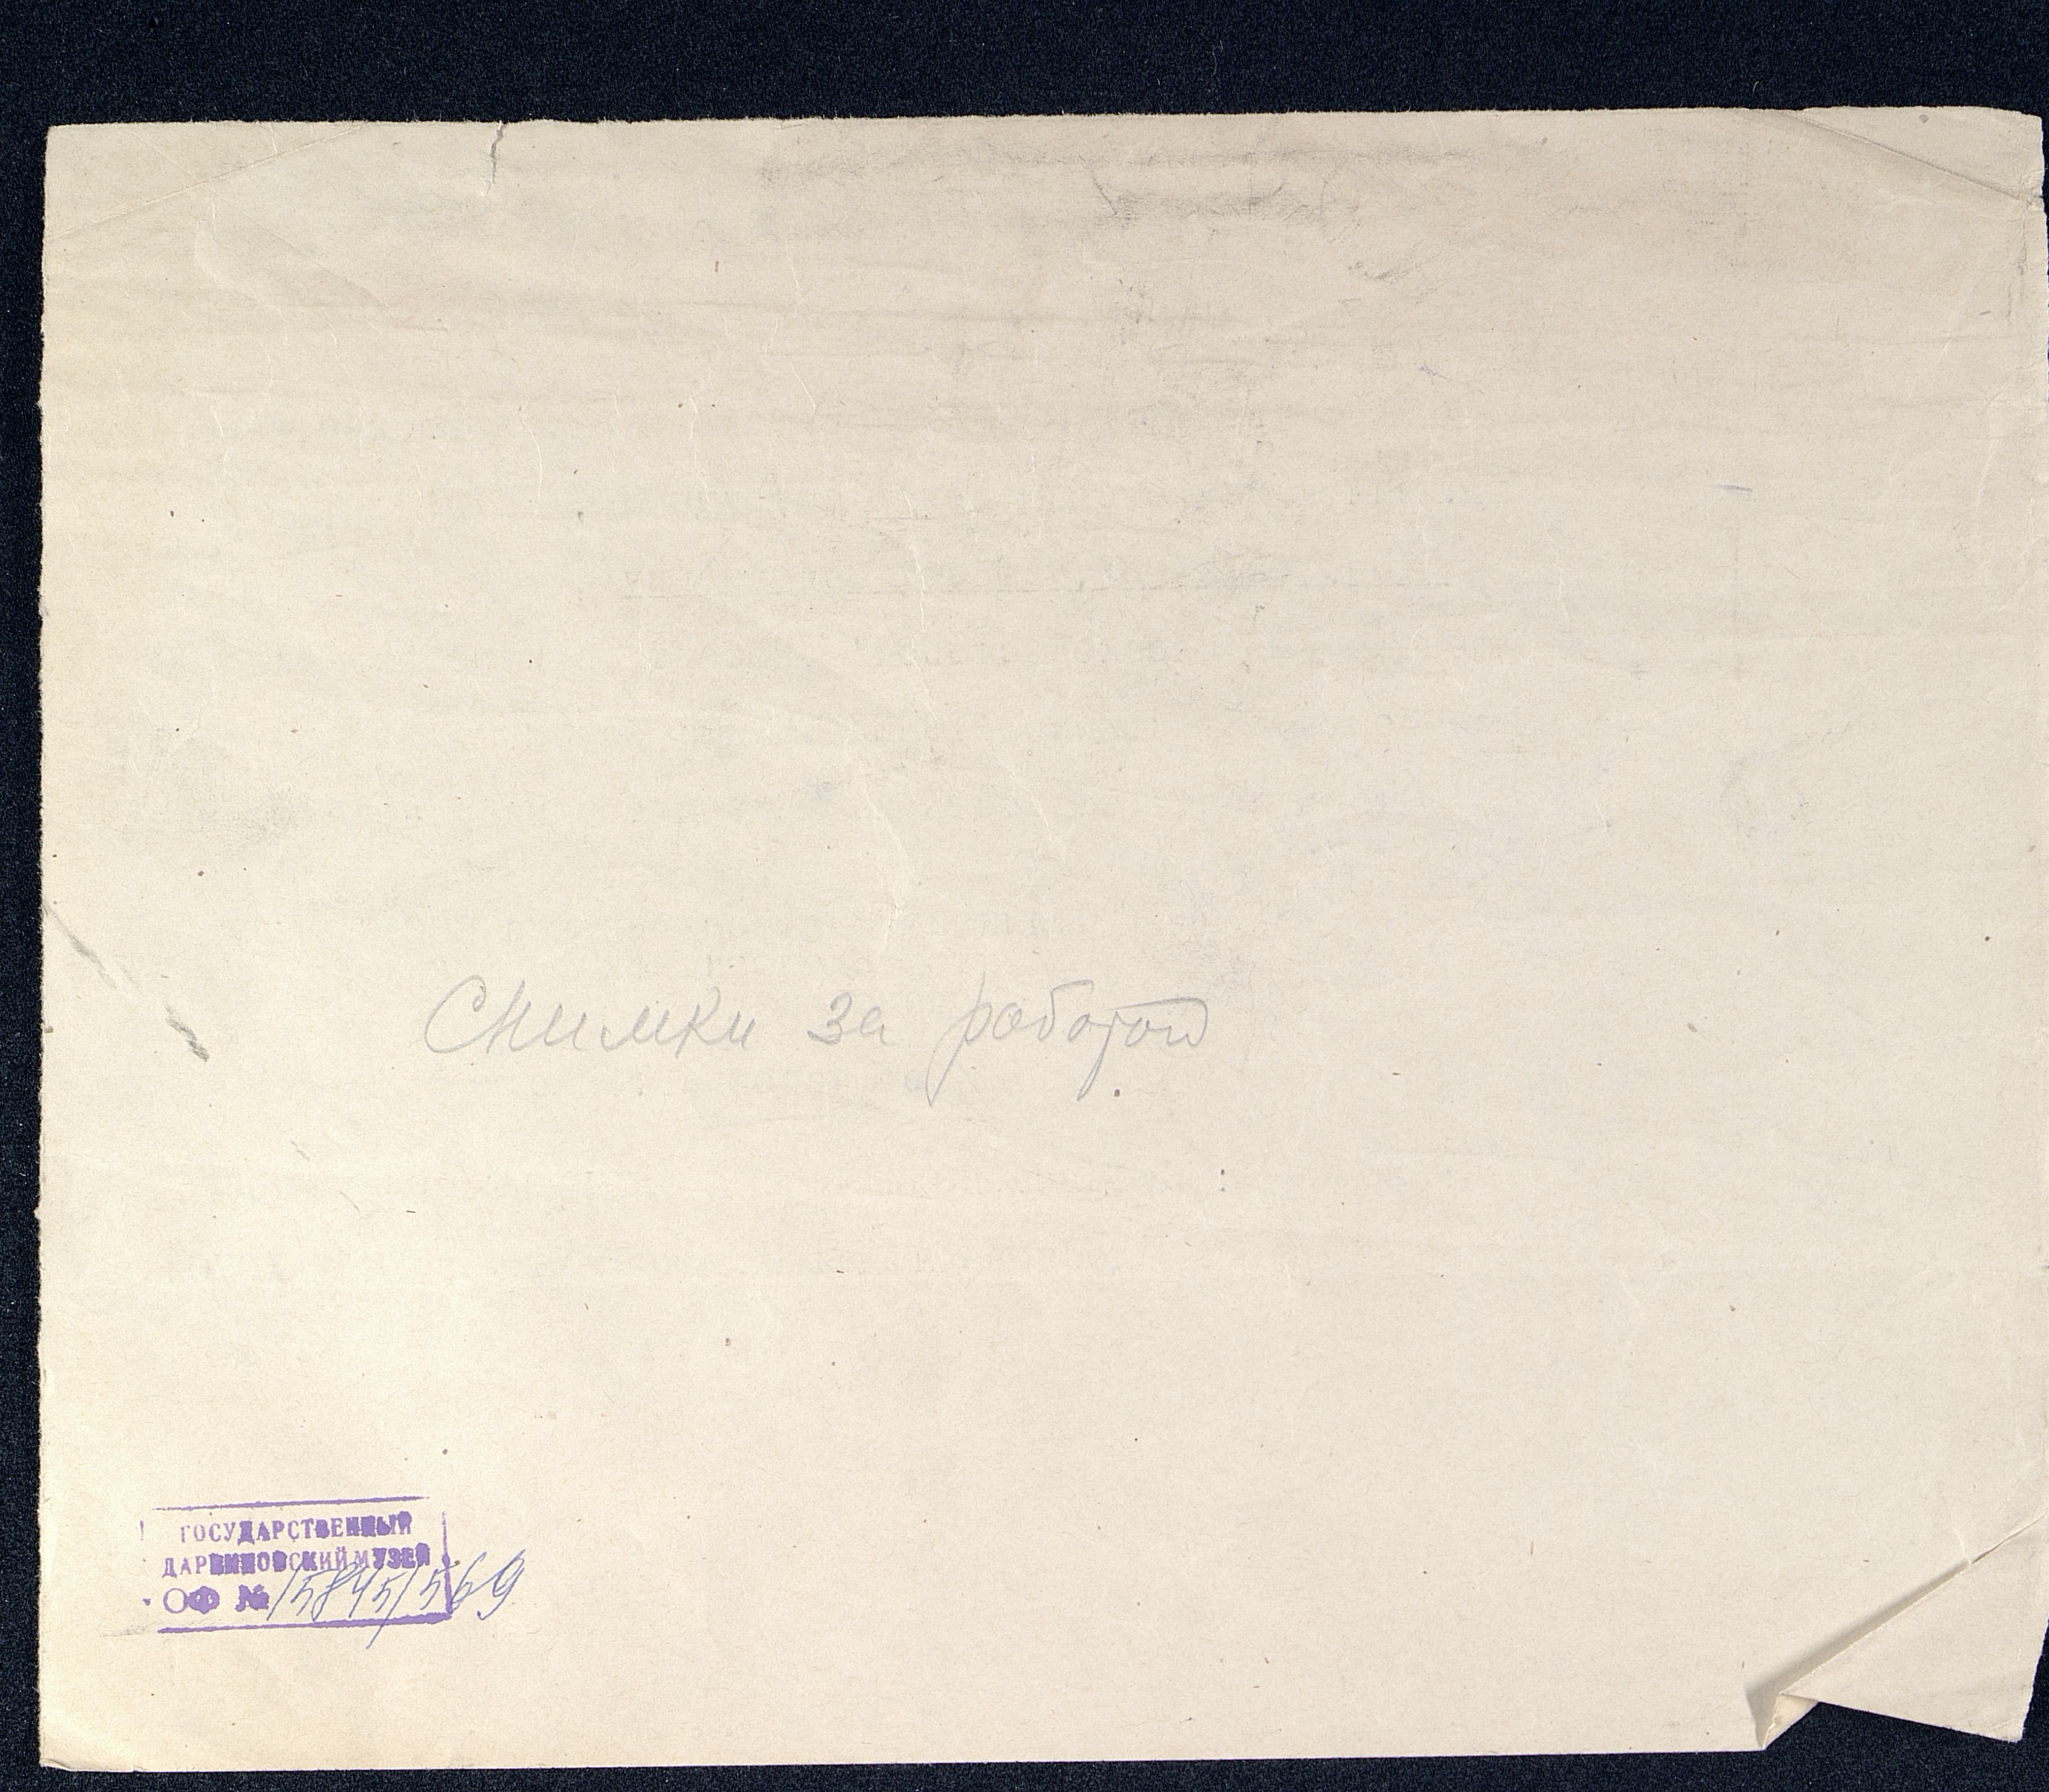 Снимки за работой
ГОСУДАРСТВЕННЫЙ
ДАРВИНОВСКИЙ МУЗЕЙ
ОФ № 15845/569